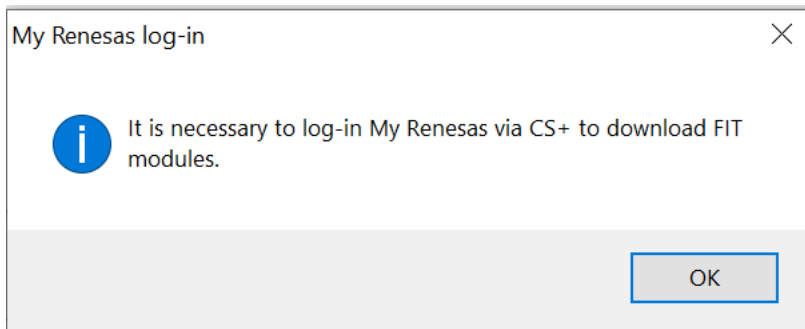 My Renesas log-in
It is necessary to log-in My Renesas via CS+ to download FIT
modules.
OK